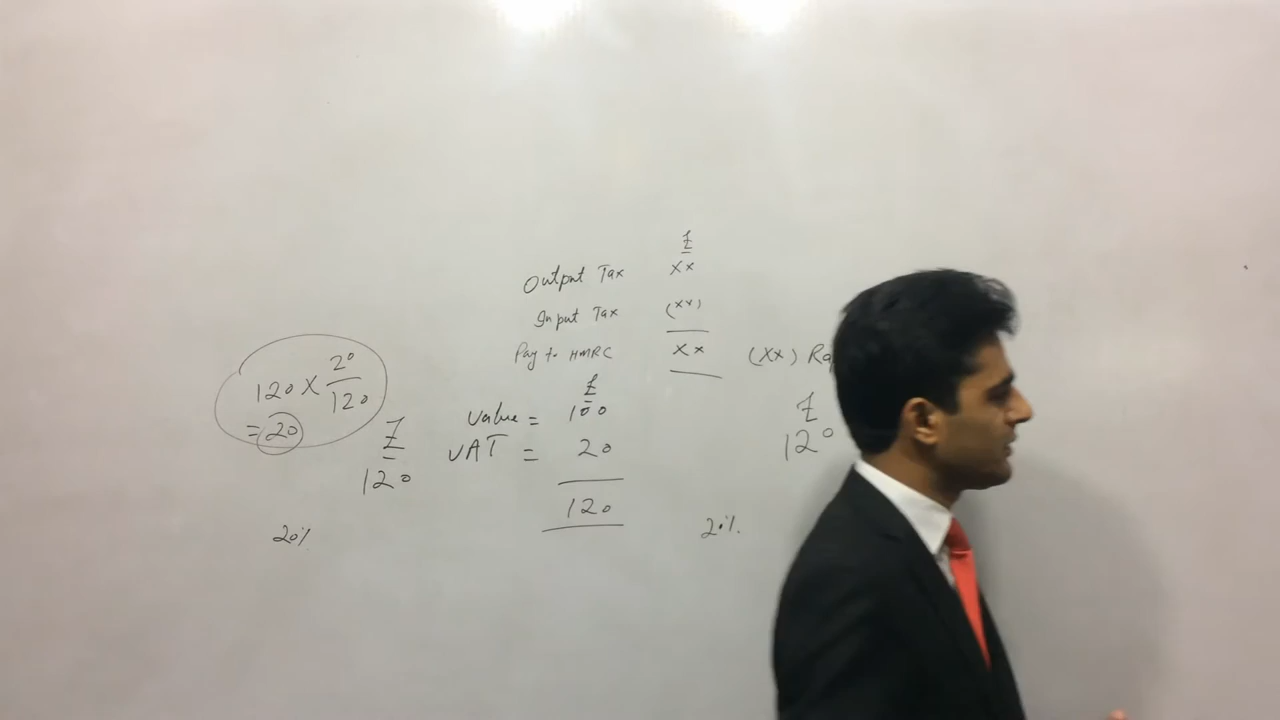 £
Output Tax xx
Input Tax (xx)
Pay to HMRC xx (xx)
£
value = 100
VAT = 20
120
120 x 20/120
= 20
£
120
20%
£
120
20%